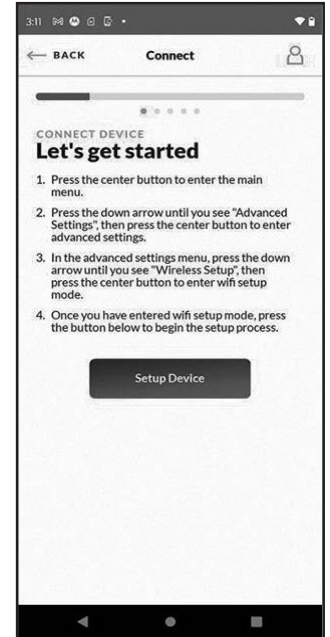 3:11
BACK
Connect
CONNECT DEVICE
Let's get started
1. Press the center button to enter the main
menu.
2. Press the down arrow until you see "Advanced
Settings", then press the center button to enter
advanced settings.
3. In the advanced settings menu, press the down
arrow until you see "Wireless Setup", then
press the center button to enter wifi setup
mode.
4. Once you have entered wifi setup mode, press
the button below to begin the setup process.
Setup Device